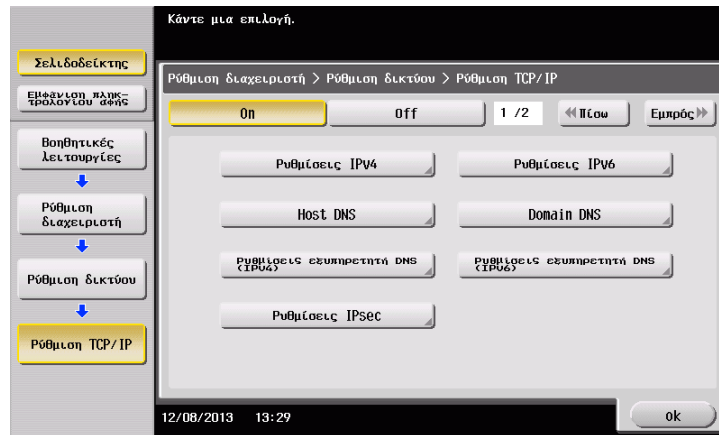 Κάντε μια επιλογή.
Σελιδοδείκτης
Εμφάνιση πληκ-
τρολογίου αφής
Βοηθητικές
λειτουργίες
Ρύθμιση
διαχειριστή
Ρύθμιση δικτύου
Ρύθμιση TCP/IP
Ρύθμιση διαχειριστή > Ρύθμιση δικτύου > Ρύθμιση TCP/IP
On
Off
1 /2
Πίσω
Εμπρός
Ρυθμίσεις IPv4
Ρυθμίσεις IPv6
Host DNS
Domain DNS
Ρυθμίσεις εξυπηρετητή DNS
(IPv4)
Ρυθμίσεις εξυπηρετητή DNS
(IPv6)
Ρυθμίσεις IPsec
12/08/2013 13:29
ok